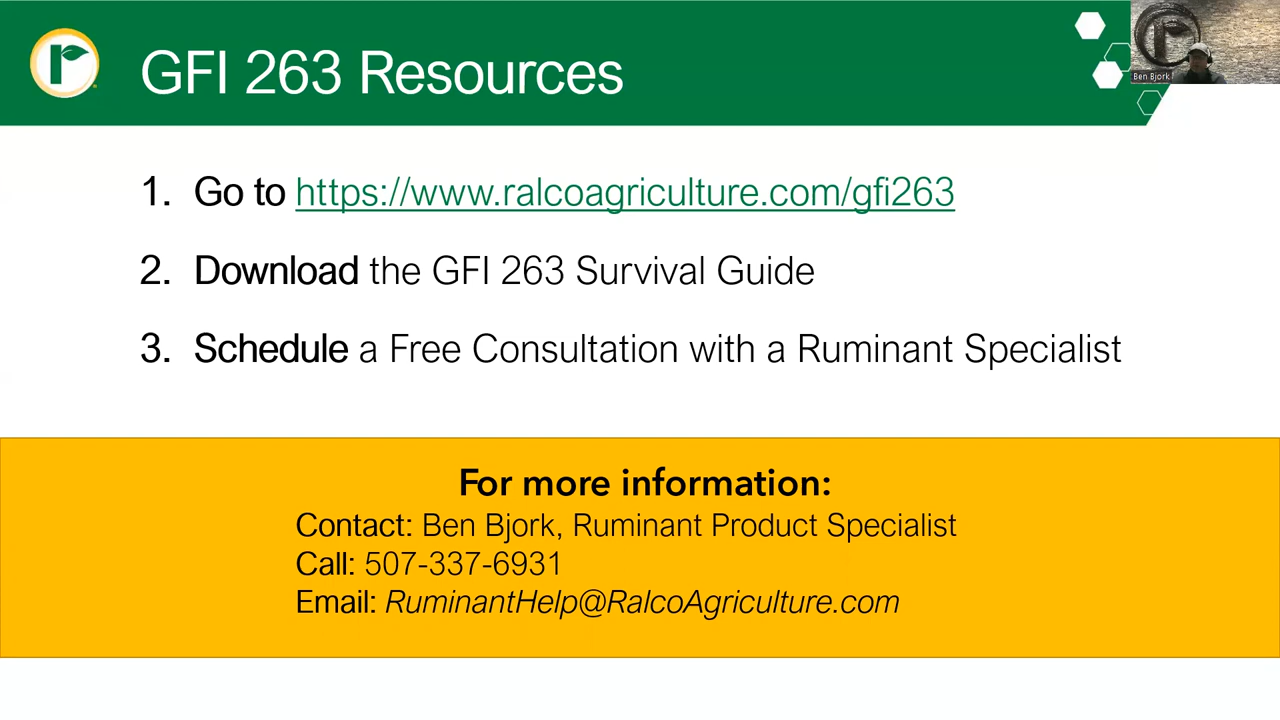 GFI 263 Resources
Ben Bjork
1. Go to https://www.ralcoagriculture.com/gfi263
2. Download the GFI 263 Survival Guide
3. Schedule a Free Consultation with a Ruminant Specialist
For more information:
Contact: Ben Bjork, Ruminant Product Specialist
Call: 507-337-6931
Email: RuminantHelp@RalcoAgriculture.com